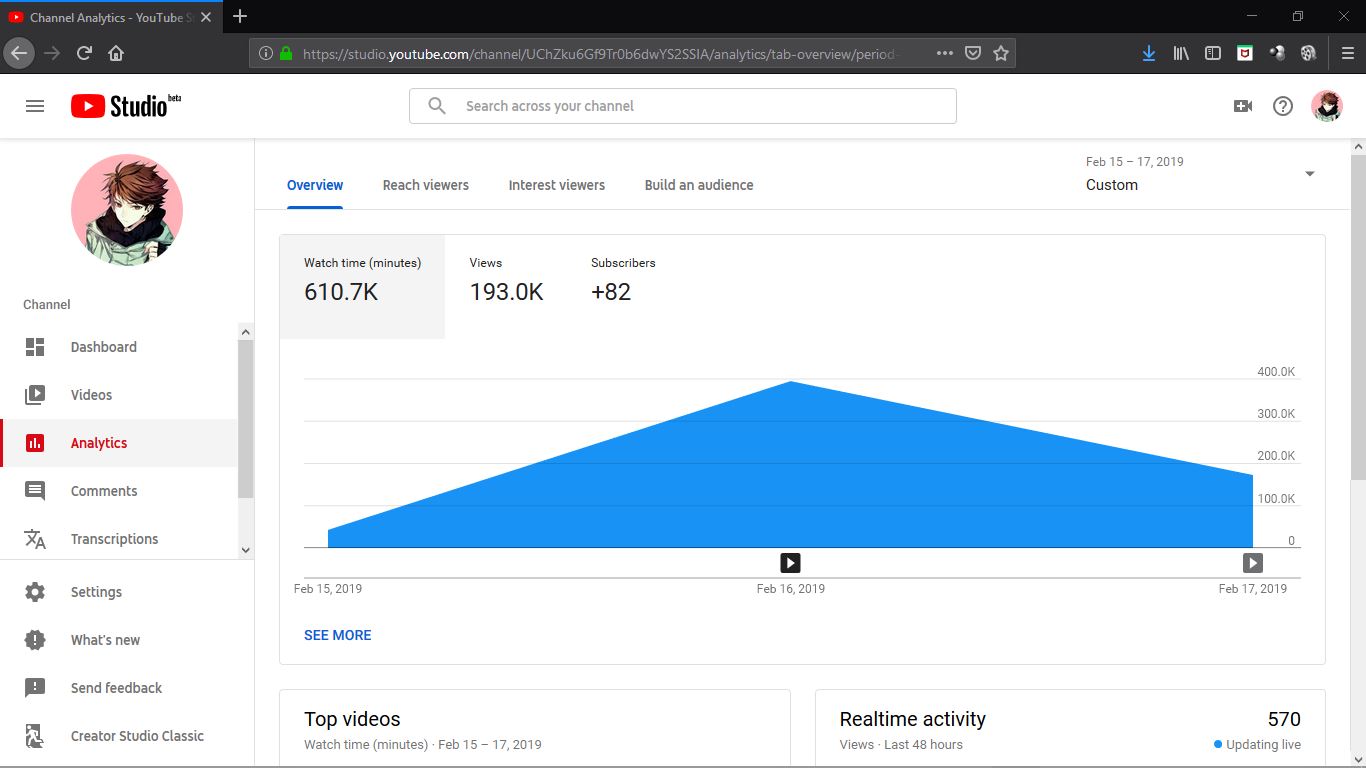 Channel Analytics - YouTube St
https://studio.youtube.com/channel/UChZku6Gf9Tr0b6dwYS2SSIA/analytics/tab-overview/period-
Studio beta
Search across your channel
Feb 15 – 17, 2019
Custom
Overview
Reach viewers
Interest viewers
Build an audience
Channel
Dashboard
Videos
Analytics
Comments
Transcriptions
Settings
What's new
Send feedback
Creator Studio Classic
Watch time (minutes)
610.7K
Views
193.0K
Subscribers
+82
400.0K
300.0K
200.0K
100.0K
0
Feb 15, 2019
Feb 16, 2019
Feb 17, 2019
SEE MORE
Top videos
Watch time (minutes) · Feb 15 – 17, 2019
Realtime activity
570
Views · Last 48 hours
Updating live